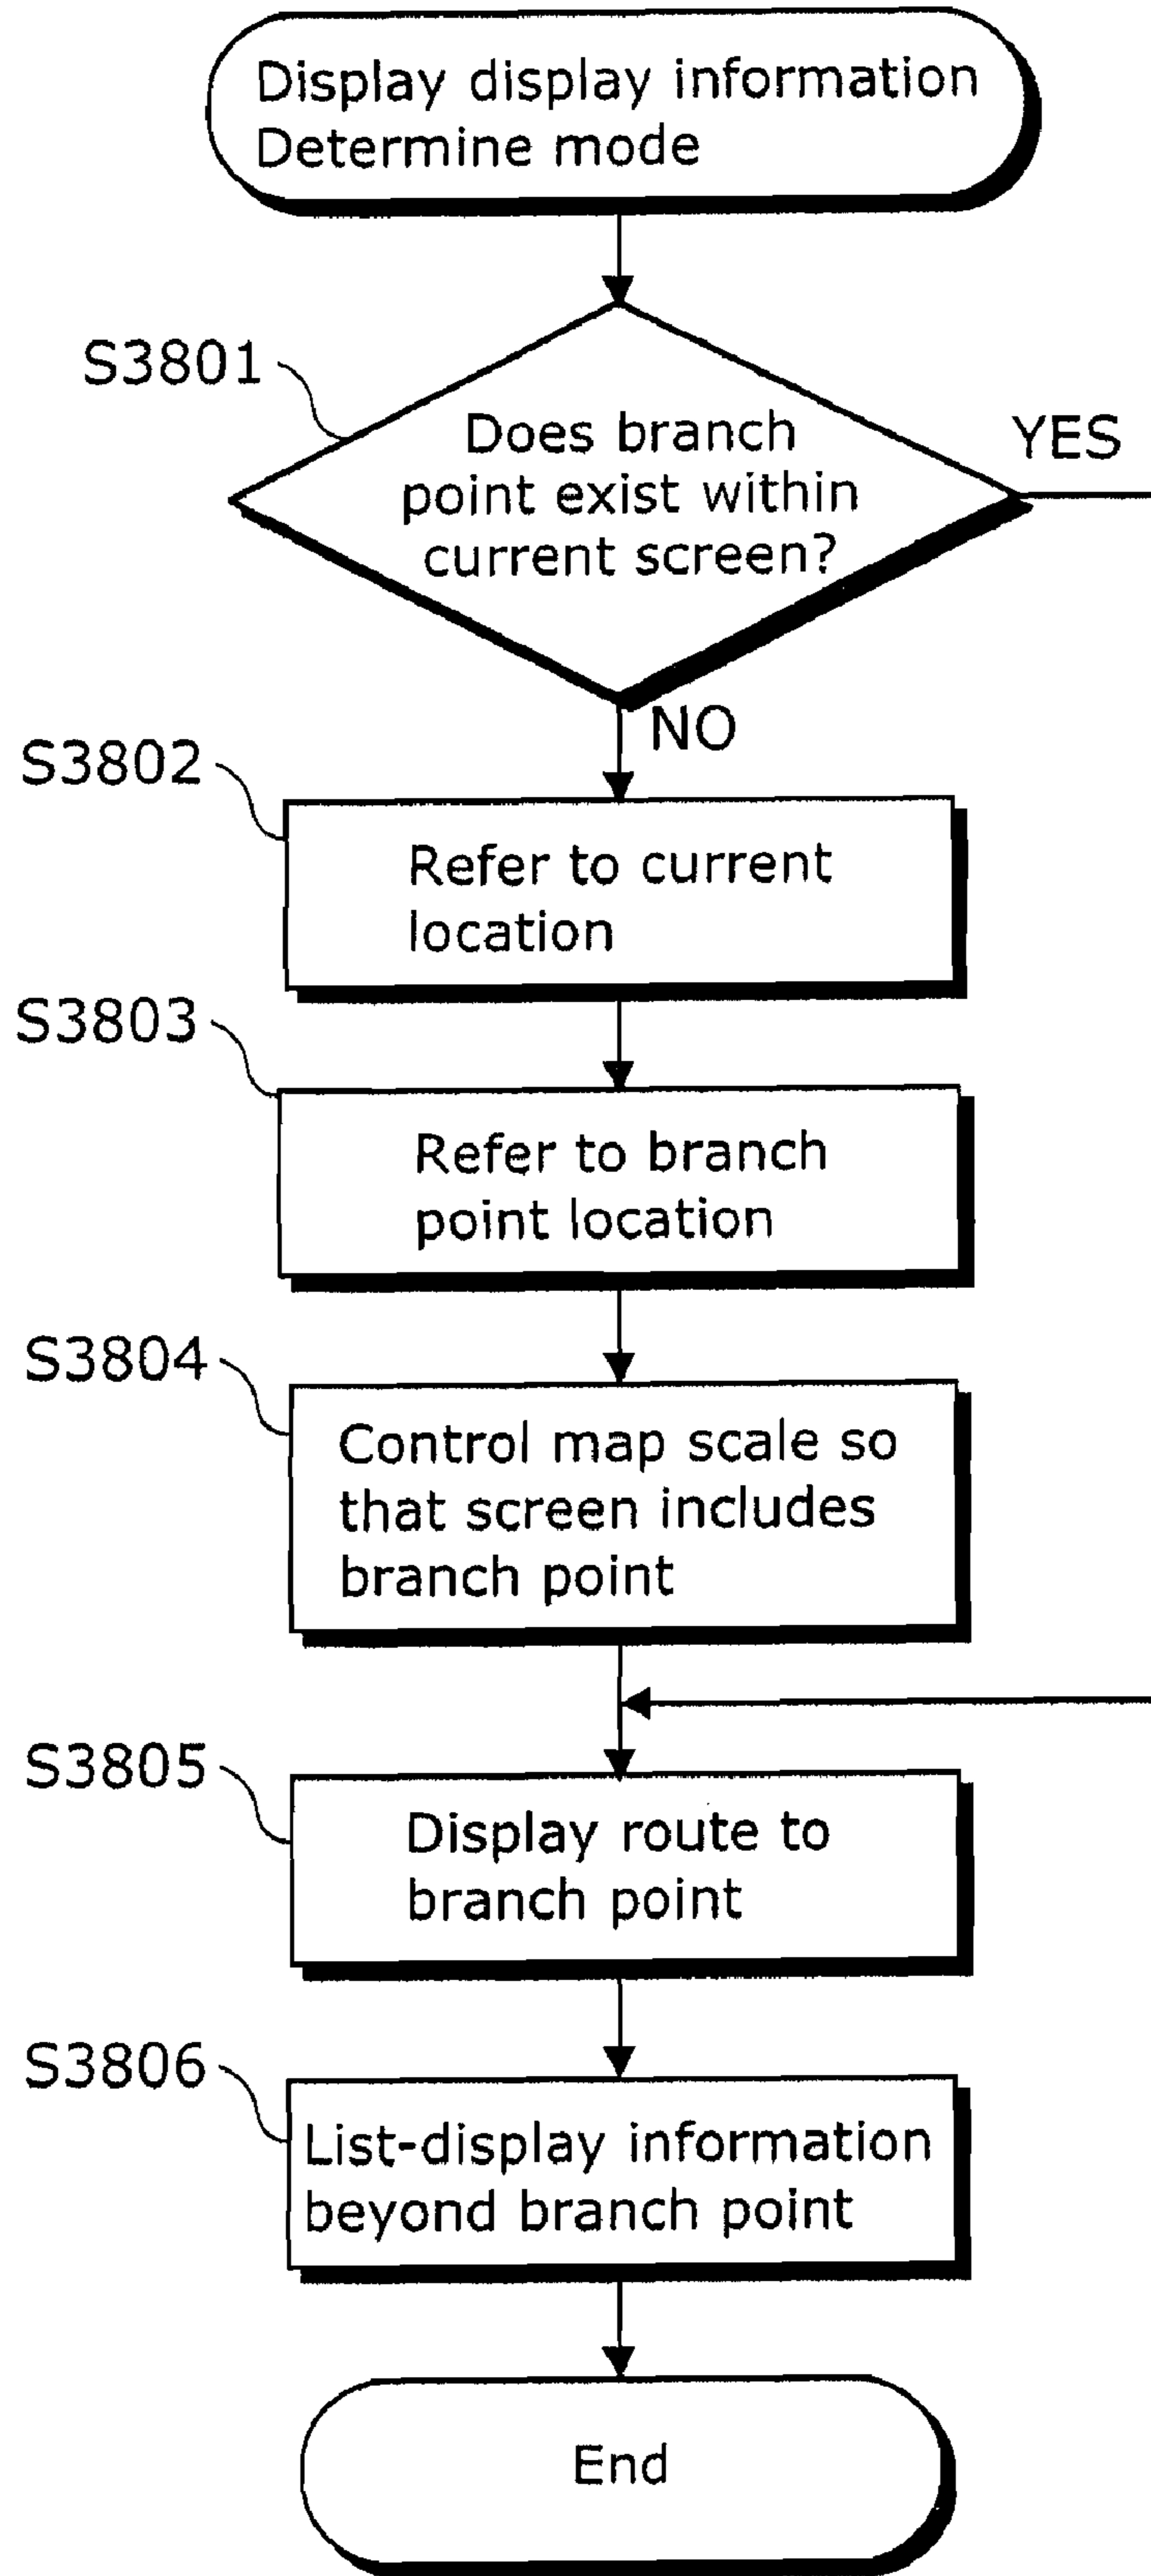 Display display information
Determine mode
S3801
Does branch
point exist within
current screen?
YES
NO
S3802
Refer to current
location
S3803
Refer to branch
point location
S3804
Control map scale so
that screen includes
branch point
S3805
Display route to
branch point
S3806
List-display information
beyond branch point
End